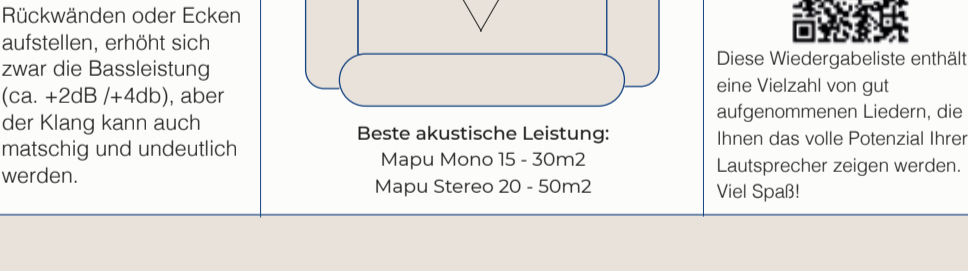 Rückwänden oder Ecken
aufstellen, erhöht sich
zwar die Bassleistung
(ca. +2dB /+4db), aber
der Klang kann auch
matschig und undeutlich
werden.
Beste akustische Leistung:
Mapu Mono 15 - 30m2
Mapu Stereo 20 - 50m2
Diese Wiedergabeliste enthält
eine Vielzahl von gut
aufgenommenen Liedern, die
Ihnen das volle Potenzial Ihrer
Lautsprecher zeigen werden.
Viel Spaß!